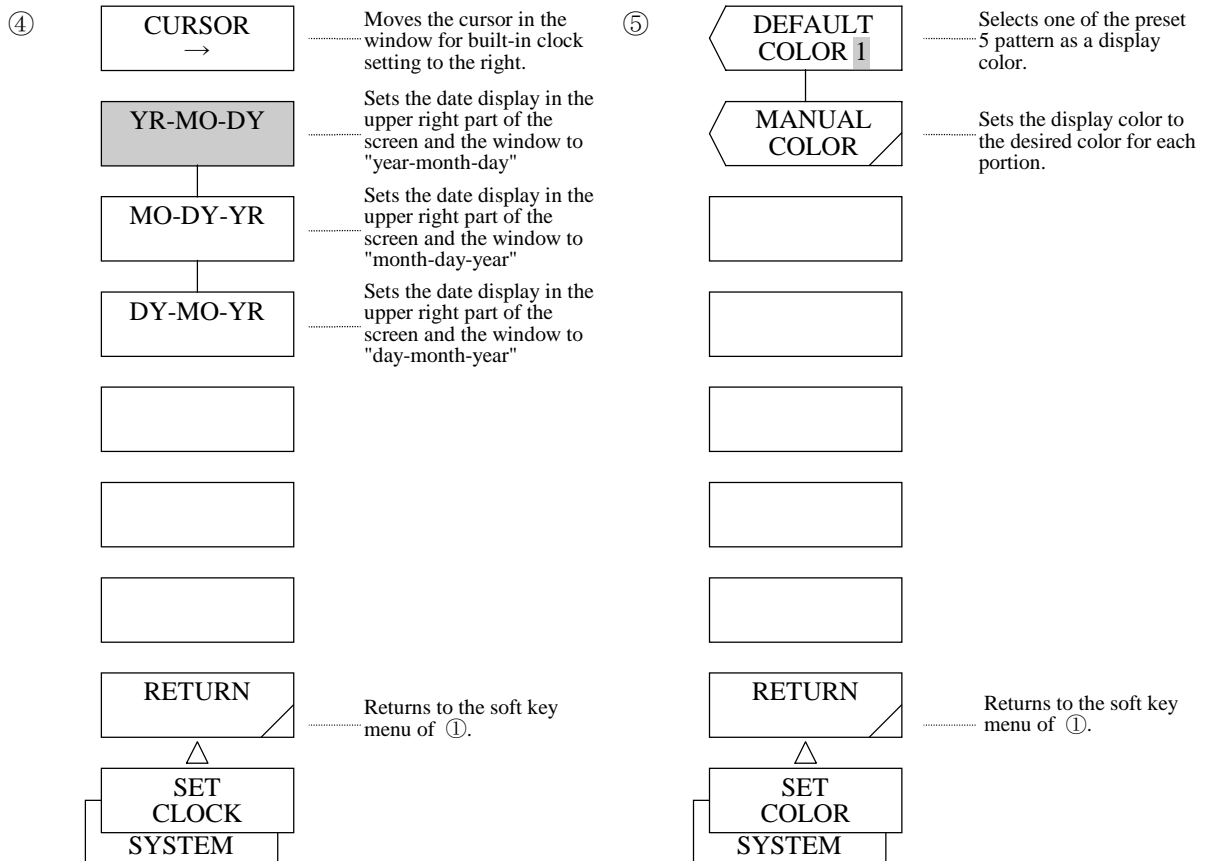 ④
CURSOR
→
Moves the cursor in the
window for built-in clock
setting to the right.
YR-MO-DY
Sets the date display in the
upper right part of the
screen and the window to
"year-month-day"
MO-DY-YR
Sets the date display in the
upper right part of the
screen and the window to
"month-day-year"
DY-MO-YR
Sets the date display in the
upper right part of the
screen and the window to
"day-month-year"
RETURN
Returns to the soft key
menu of ①.
SET
CLOCK
SYSTEM
⑤
DEFAULT
COLOR 1
Selects one of the preset
5 pattern as a display
color.
MANUAL
COLOR
Sets the display color to
the desired color for each
portion.
RETURN
Returns to the soft key
menu of ①.
SET
COLOR
SYSTEM